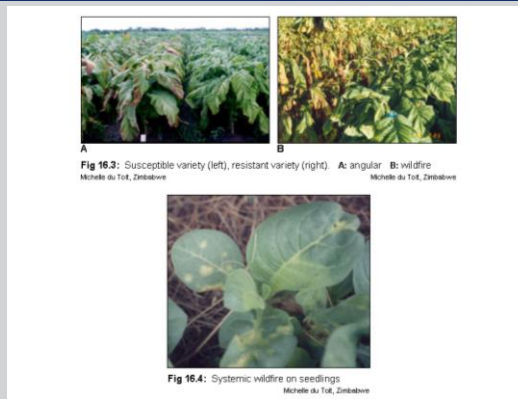 A B
Fig 16.3: Susceptible variety (left), resistant variety (right). A: angular B: wildfire
Michelle du Toit, Zimbabwe Michelle du Toit, Zimbabwe
Fig 16.4: Systemic wildfire on seedlings
Michelle du Toit, Zimbabwe